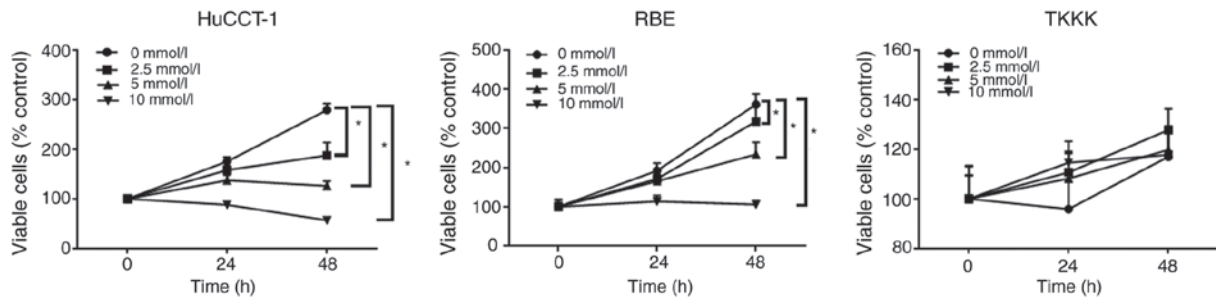 HuCCT-1
Viable cells (% control)
400
300
200
100
0
0 mmol/l
2.5 mmol/l
5 mmol/l
10 mmol/l
*
*
*
0
24
48
Time (h)
RBE
Viable cells (% control)
500
400
300
200
100
0
0 mmol/l
2.5 mmol/l
5 mmol/l
10 mmol/l
*
*
*
0
24
48
Time (h)
TKKK
Viable cells (% control)
160
140
120
100
80
0 mmol/l
2.5 mmol/l
5 mmol/l
10 mmol/l
0
24
48
Time (h)